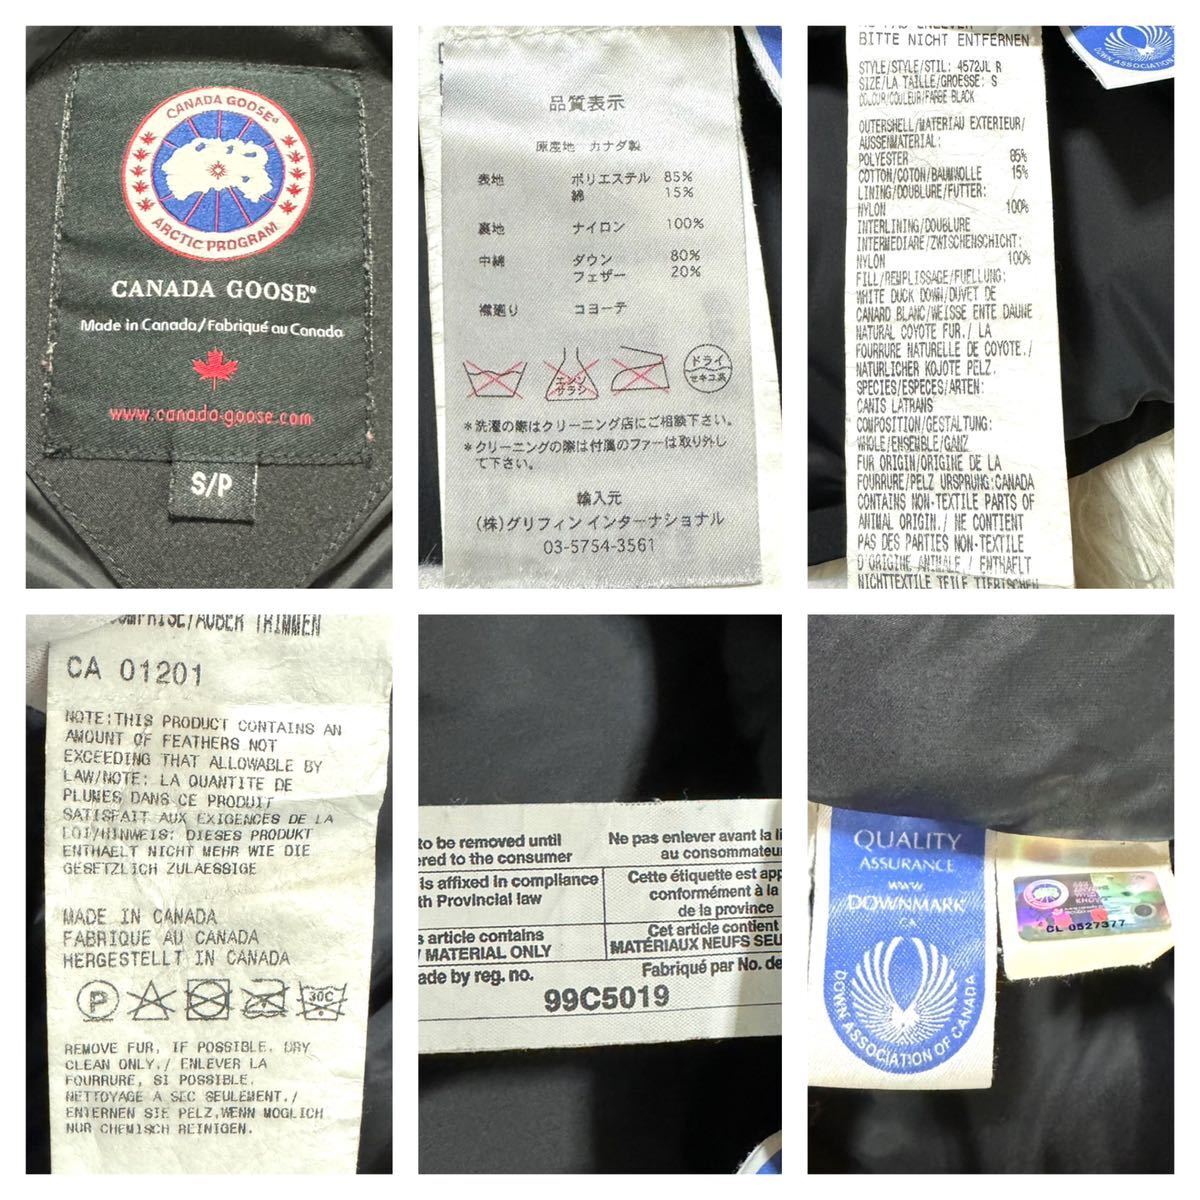 CANADA GOOSE®
ARCTIC PROGRAM
CANADA GOOSE®
Made in Canada/Fabriqué au Canada
www.canada-goose.com
S/P
品質表示
原産地 カナダ製
表地 ポリエステル 85%
綿 15%
裏地 ナイロン 100%
中綿 ダウン 80%
フェザー 20%
襟廻り コヨーテ
エンソ
サラシ
ドライ
セキユ系
*洗濯の際はクリーニング店にご相談下さい。
*クリーニングの際は付属のファーは取り外し
て下さい。
輸入元
(株)グリフィン インターナショナル
03-5754-3561
BITTE NICHT ENTFERNEN
STYLE/STYLE/STIL: 4572JL R
SIZE/LA TAILLE/GROESSE: S
COLOUR/COULEUR/FARBE BLACK
OUTERSHELL/MATERIAU EXTERIEUR/
AUSSENMATERIAL:
POLYESTER 85%
COTTON/COTON/BAUMWOLLE 15%
LINING/DOUBLURE/FUTTER:
NYLON 100%
INTERLINING/DOUBLURE
INTERMEDIARE/ZWISCHENSCHICHT:
NYLON 100%
FILL/REMPLISSAGE/FUELLUNG:
WHITE DUCK DOWN/DUVET DE
CANARD BLANC/WEISSE ENTE DAUNE
NATURAL COYOTE FUR./ LA
FOURRURE NATURELLE DE COYOTE./
NATURLICHER KOJOTE PELZ.
SPECIES/ESPECES/ARTEN:
CANIS LATRANS
COMPOSITION/GESTALTUNG:
WHOLE/ENSEMBLE/GANZ
FUR ORIGIN/ORIGINE DE LA
FOURRURE/PELZ URSPRUNG:CANADA
CONTAINS NON-TEXTILE PARTS OF
ANIMAL ORIGIN./ NE CONTIENT
PAS DES PARTIES NON-TEXTILE
D'ORIGINE ANIMALE / ENTHAELT
NICHTTEXTILE TEILE TIERISCHEN
DOWN ASSOCIATION
CA 01201
NOTE:THIS PRODUCT CONTAINS AN
AMOUNT OF FEATHERS NOT
EXCEEDING THAT ALLOWABLE BY
LAW/NOTE: LA QUANTITE DE
PLUMES DANS CE PRODUIT
SATISFAIT AUX EXIGENCES DE LA
LOI/HINWEIS: DIESES PRODUKT
ENTHAELT NICHT MEHR WIE DIE
GESETZLICH ZULAESSIGE
MADE IN CANADA
FABRIQUE AU CANADA
HERGESTELLT IN CANADA
P
30C
REMOVE FUR, IF POSSIBLE. DRY
CLEAN ONLY./ ENLEVER LA
FOURRURE, SI POSSIBLE.
NETTOYAGE A SEC SEULEMENT./
ENTERNEN SIE PELZ,WENN MOGLICH
NUR CHEMISCH REINIGEN.
to be removed until
ered to the consumer
is affixed in compliance
th Provincial law
s article contains
MATERIAL ONLY
ade by reg. no.
Ne pas enlever avant la li
au consommateu
Cette étiquette est app
conformément à la
de la province
Cet article contient
MATÉRIAUX NEUFS SEU
Fabriqué par No. de
99C5019
QUALITY
ASSURANCE
www.
DOWNMARK
.CA
DOWN ASSOCIATION OF CANADA
CL 0527377